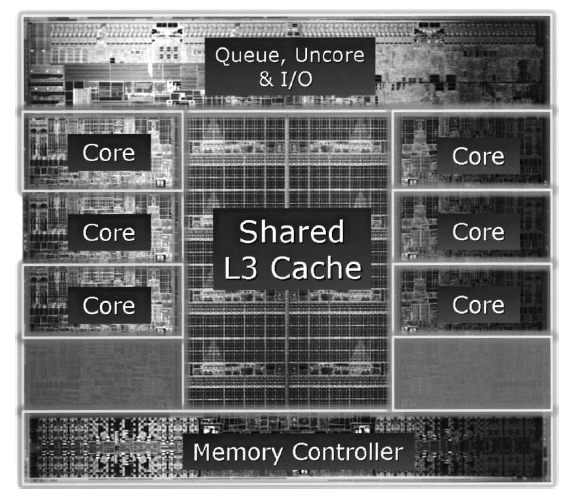 Queue, Uncore
& I/O
Core
Core
Shared
L3 Cache
Core
Core
Core
Core
Memory Controller